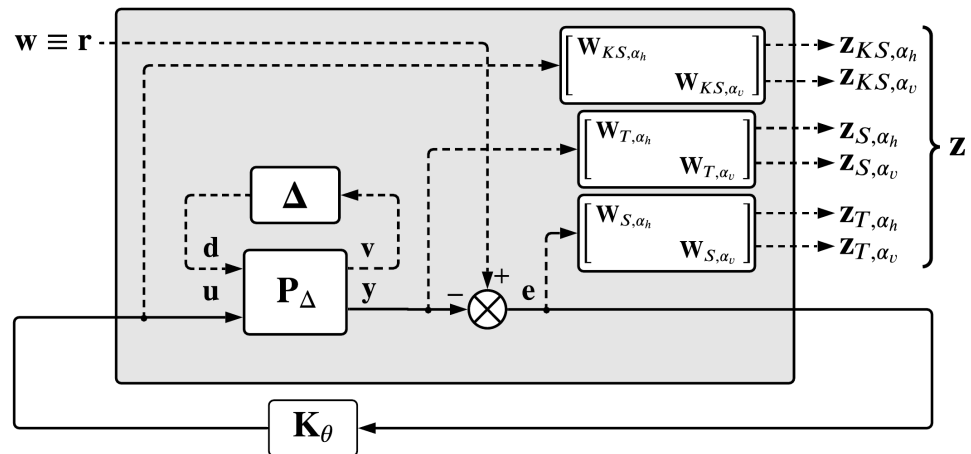 w ≡ r
[ W_{KS,α_h}
W_{KS,α_v} ]
z_{KS,α_h}
z_{KS,α_v}
[ W_{T,α_h}
W_{T,α_v} ]
z_{S,α_h}
z_{S,α_v}
z
[ W_{S,α_h}
W_{S,α_v} ]
z_{T,α_h}
z_{T,α_v}
Δ
d
v
u
P_Δ
y
−
+
e
K_θ